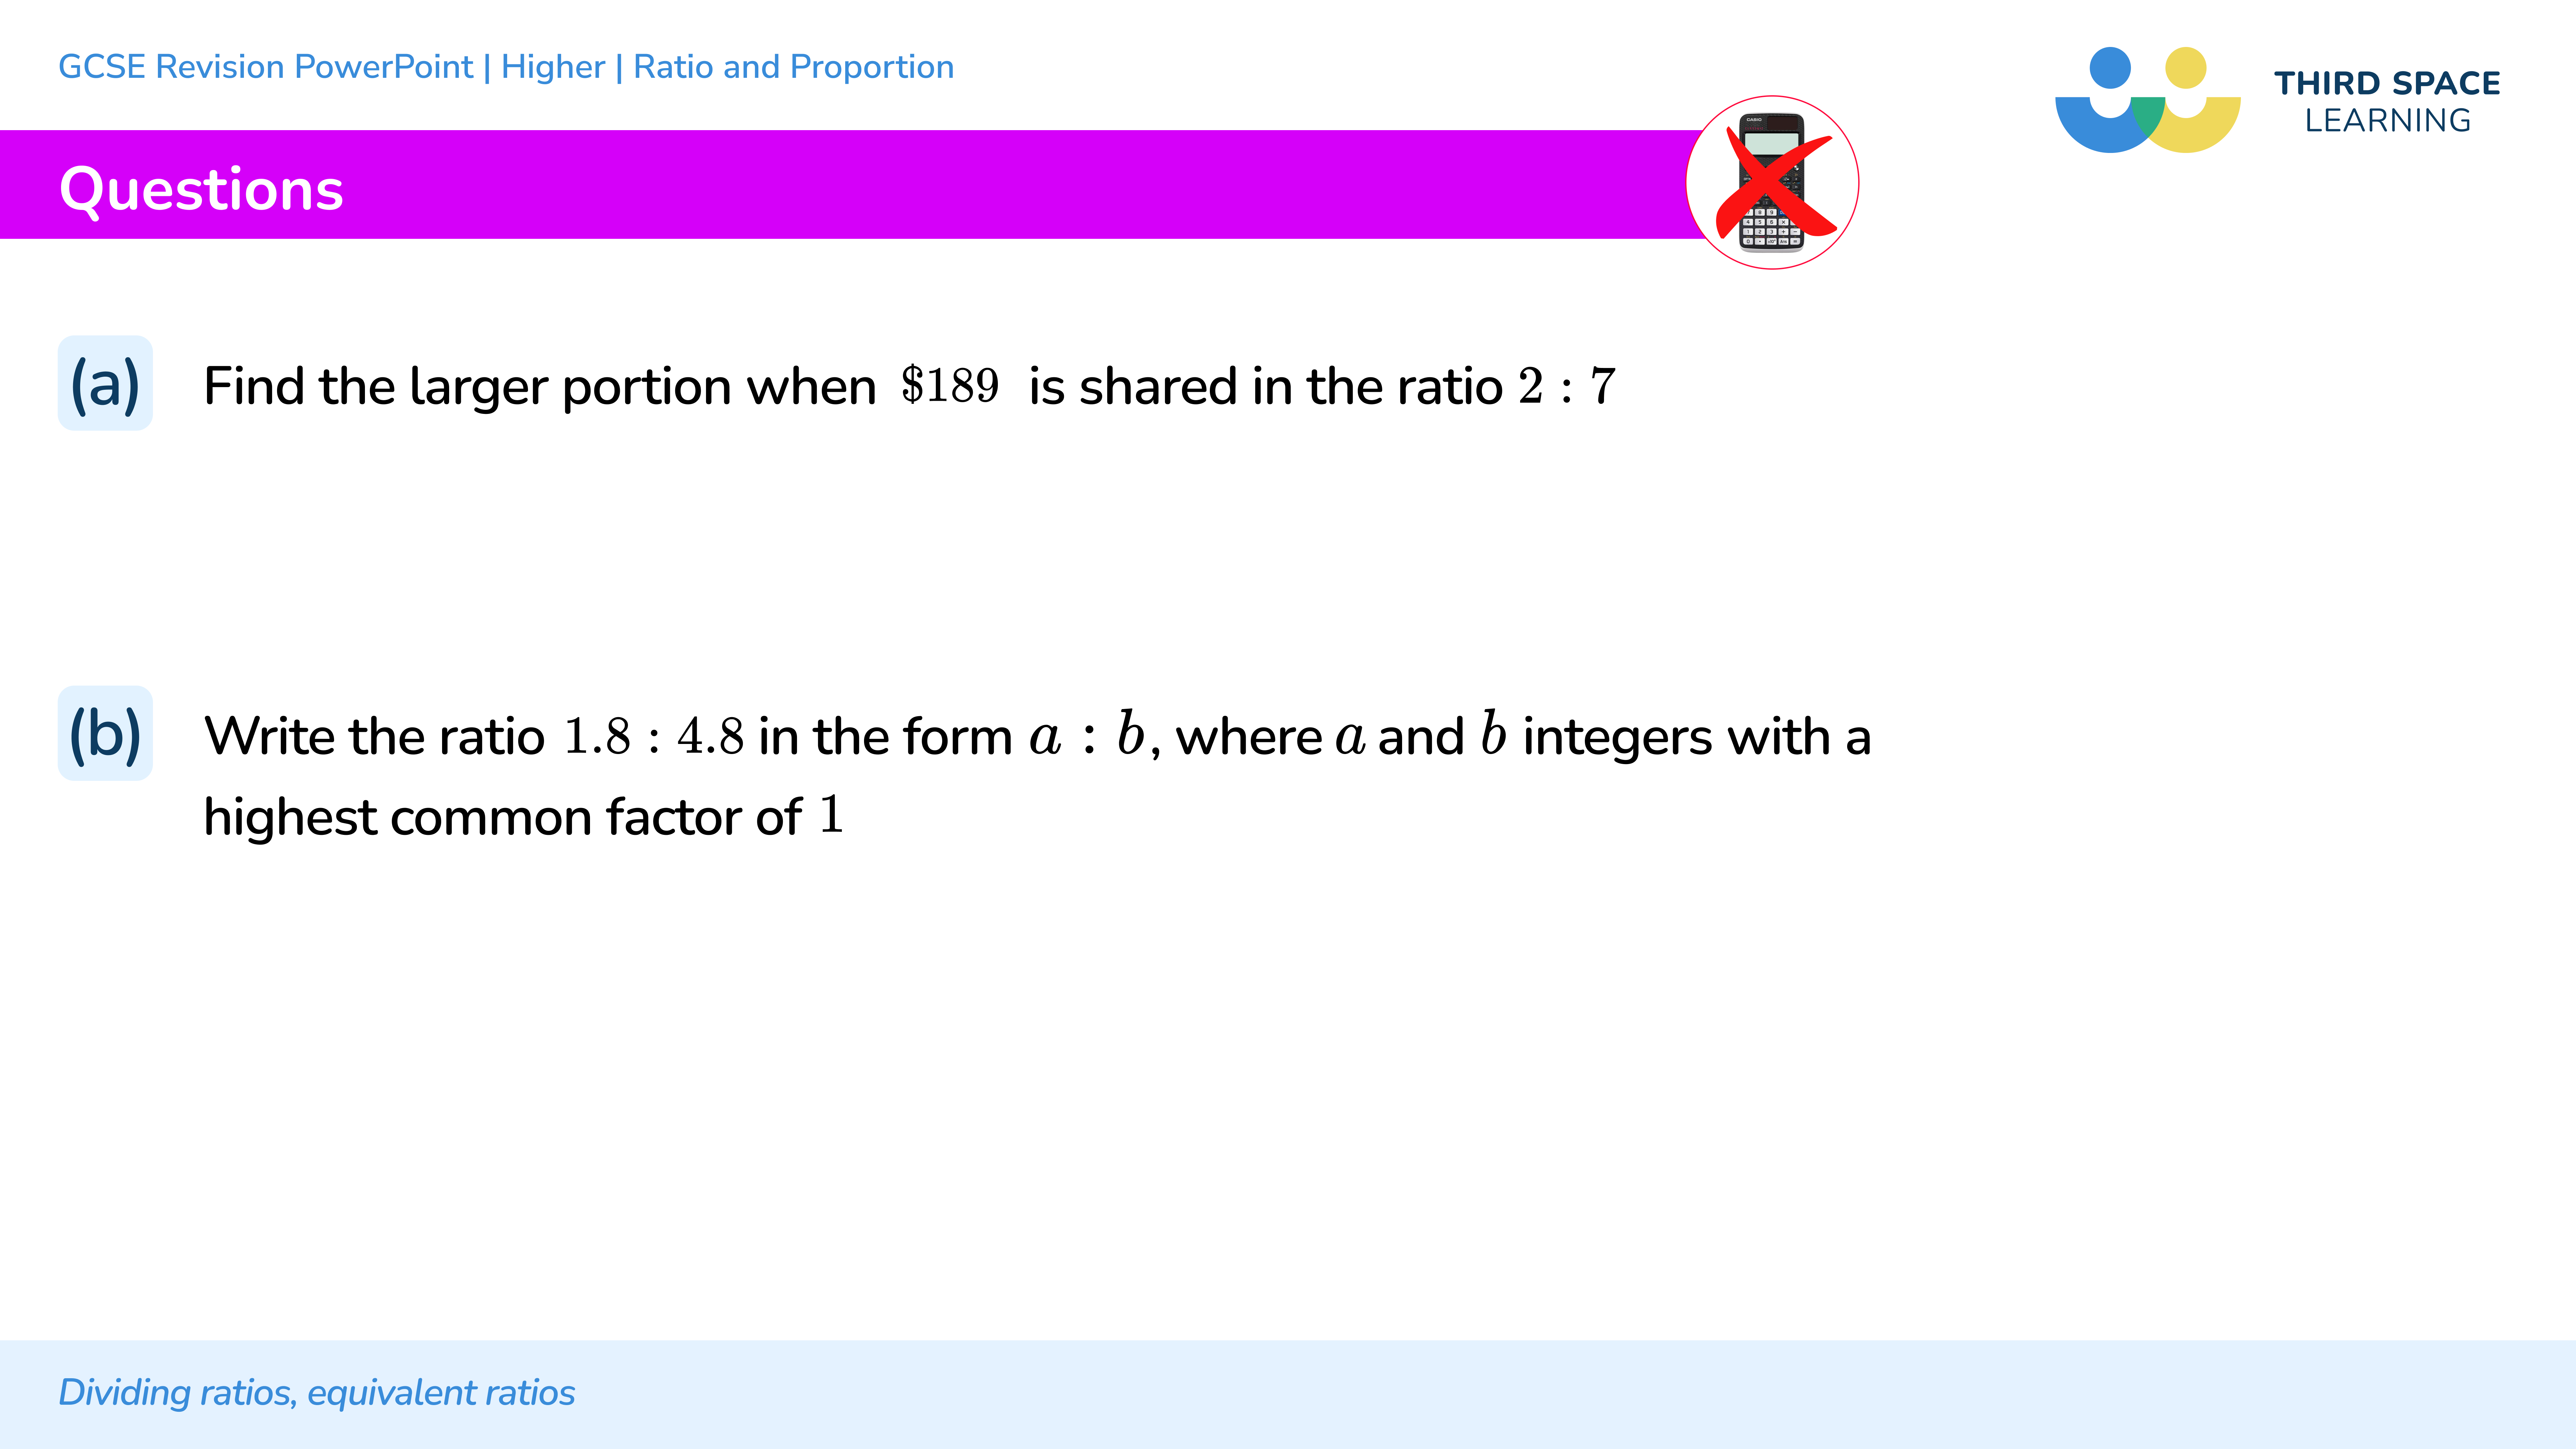 GCSE Revision PowerPoint | Higher | Ratio and Proportion
THIRD SPACE
LEARNING
Questions
(a) Find the larger portion when $189 is shared in the ratio 2 : 7
(b) Write the ratio 1.8 : 4.8 in the form a : b, where a and b integers with a
highest common factor of 1
Dividing ratios, equivalent ratios